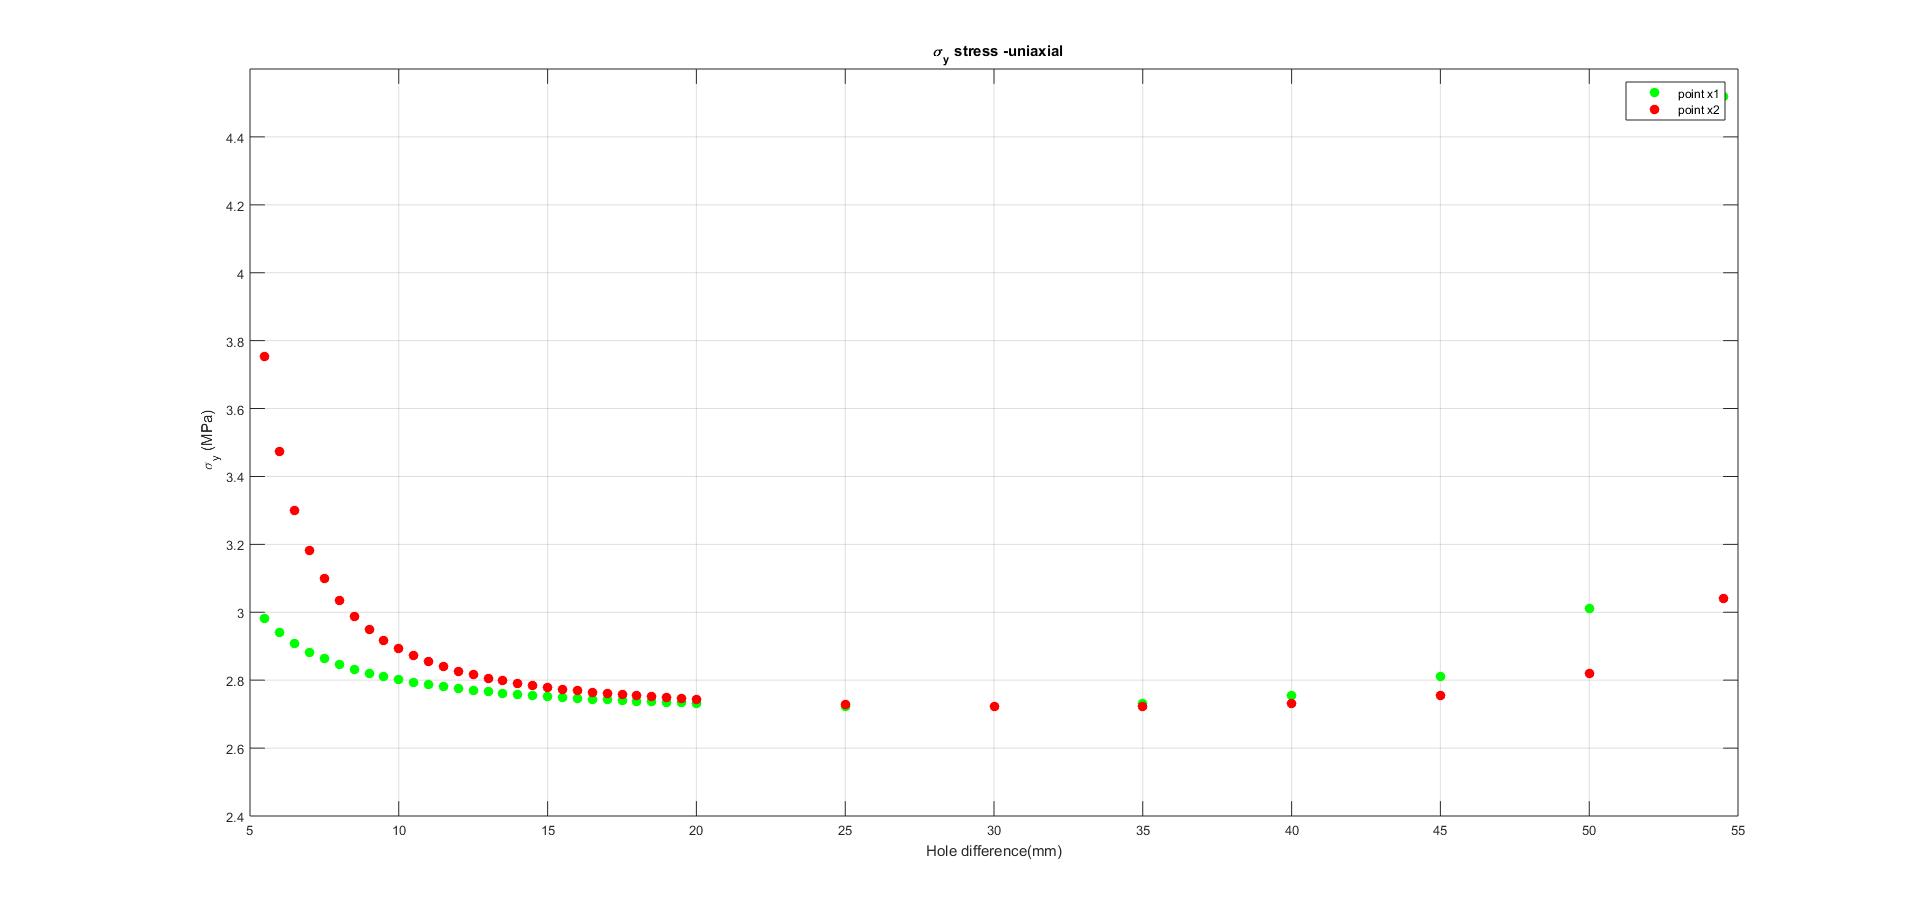 σy stress -uniaxial
point x1
point x2
4.4
4.2
4
3.8
3.6
3.4
3.2
3
2.8
2.6
2.4
σy (MPa)
5 10 15 20 25 30 35 40 45 50 55
Hole difference(mm)